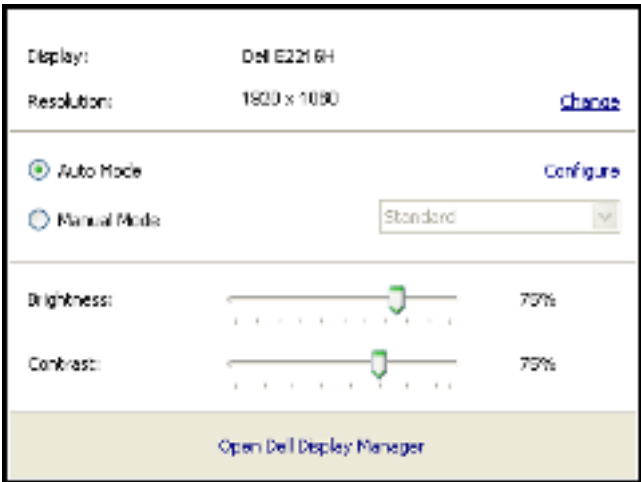 Display: Dell E2216H
Resolution: 1920 x 1080 Change
Auto Mode Configure
Manual Mode Standard
Brightness: 75%
Contrast: 75%
Open Dell Display Manager